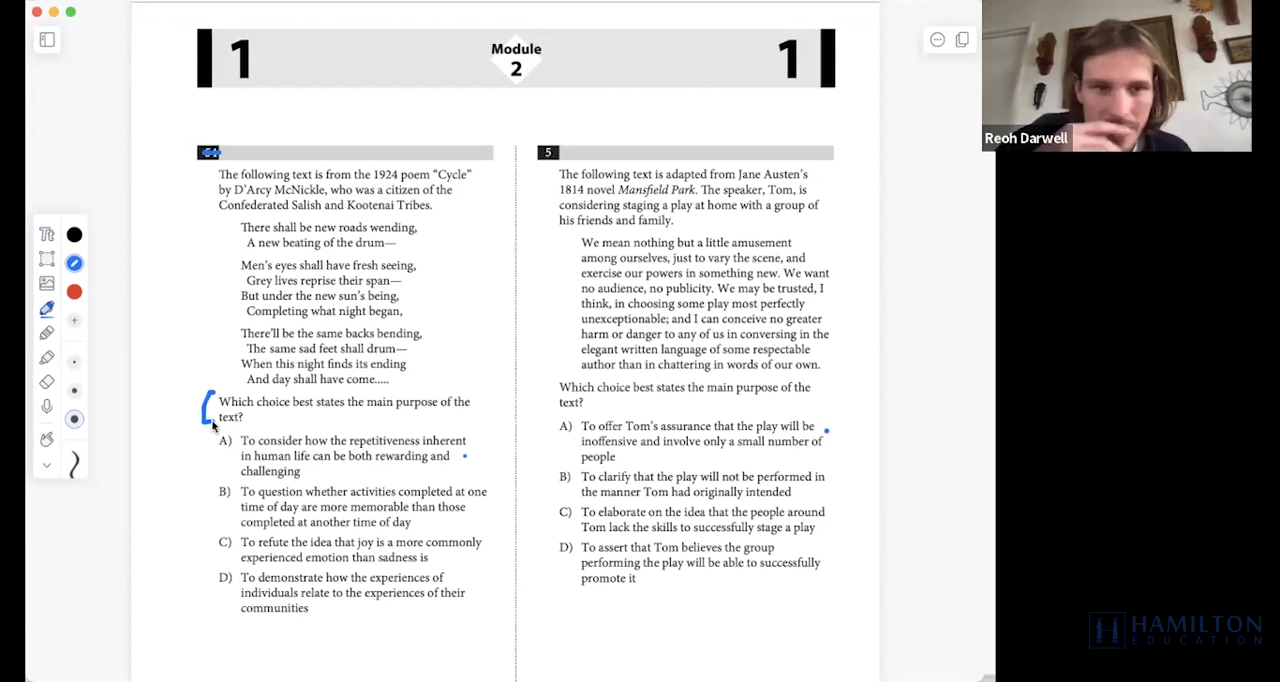 1
Module
2
1
The following text is from the 1924 poem “Cycle”
by D’Arcy McNickle, who was a citizen of the
Confederated Salish and Kootenai Tribes.
There shall be new roads wending,
A new beating of the drum—
Men’s eyes shall have fresh seeing,
Grey lives reprise their span—
But under the new sun’s being,
Completing what night began,
There’ll be the same backs bending,
The same sad feet shall drum—
When this night finds its ending
And day shall have come.....
Which choice best states the main purpose of the
text?
A) To consider how the repetitiveness inherent
in human life can be both rewarding and
challenging
B) To question whether activities completed at one
time of day are more memorable than those
completed at another time of day
C) To refute the idea that joy is a more commonly
experienced emotion than sadness is
D) To demonstrate how the experiences of
individuals relate to the experiences of their
communities
5
The following text is adapted from Jane Austen’s
1814 novel Mansfield Park. The speaker, Tom, is
considering staging a play at home with a group of
his friends and family.
We mean nothing but a little amusement
among ourselves, just to vary the scene, and
exercise our powers in something new. We want
no audience, no publicity. We may be trusted, I
think, in choosing some play most perfectly
unexceptionable; and I can conceive no greater
harm or danger to any of us in conversing in the
elegant written language of some respectable
author than in chattering in words of our own.
Which choice best states the main purpose of the
text?
A) To offer Tom’s assurance that the play will be
inoffensive and involve only a small number of
people
B) To clarify that the play will not be performed in
the manner Tom had originally intended
C) To elaborate on the idea that the people around
Tom lack the skills to successfully stage a play
D) To assert that Tom believes the group
performing the play will be able to successfully
promote it
Tt
Reoh Darwell
HAMILTON
EDUCATION